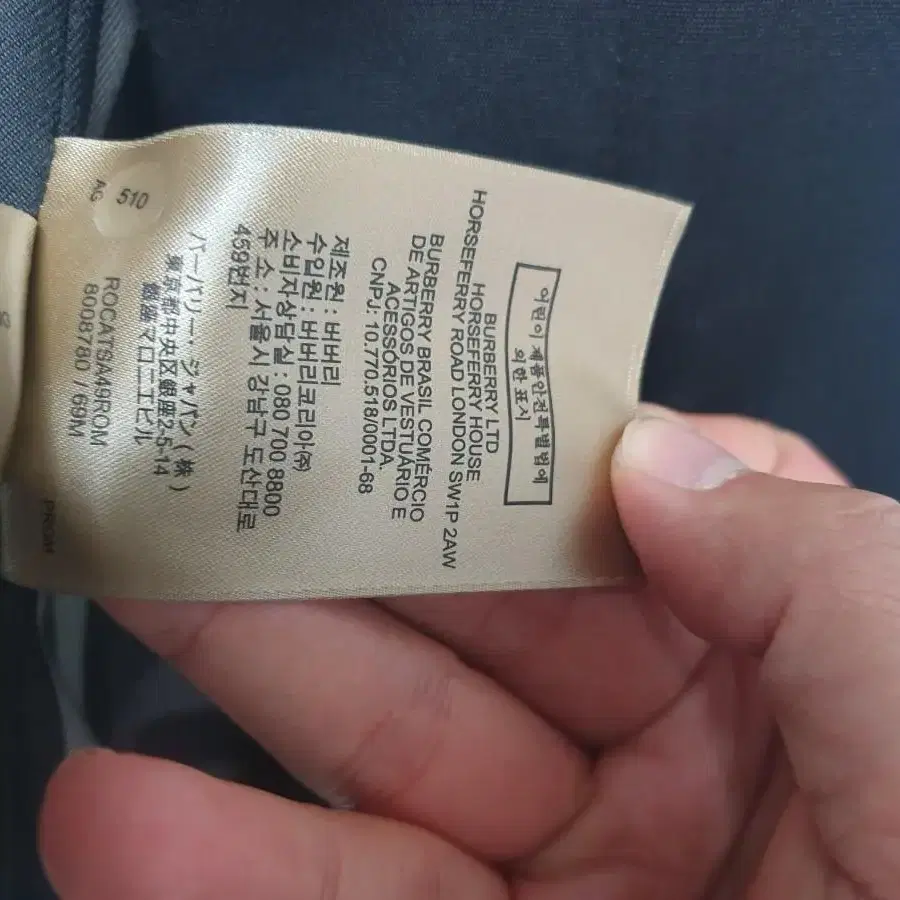 어린이 제품안전특별법에
의한 표시
BURBERRY LTD
HORSEFERRY HOUSE
HORSEFERRY ROAD LONDON SW1P 2AW
BURBERRY BRASIL COMÉRCIO
DE ARTIGOS DE VESTUÁRIO E
ACESSÓRIOS LTDA.
CNPJ: 10.770.518/0001-68
제조원 : 버버리
수입원 : 버버리코리아㈜
소비자상담실 : 080 700 8800
주 소 : 서울시 강남구 도산대로
459번지
バーバリー・ジャパン(株)
東京都中央区銀座2-5-14
銀座マロニエビル
ROCATSIA49ROM
8008780 / 69M
AG 510